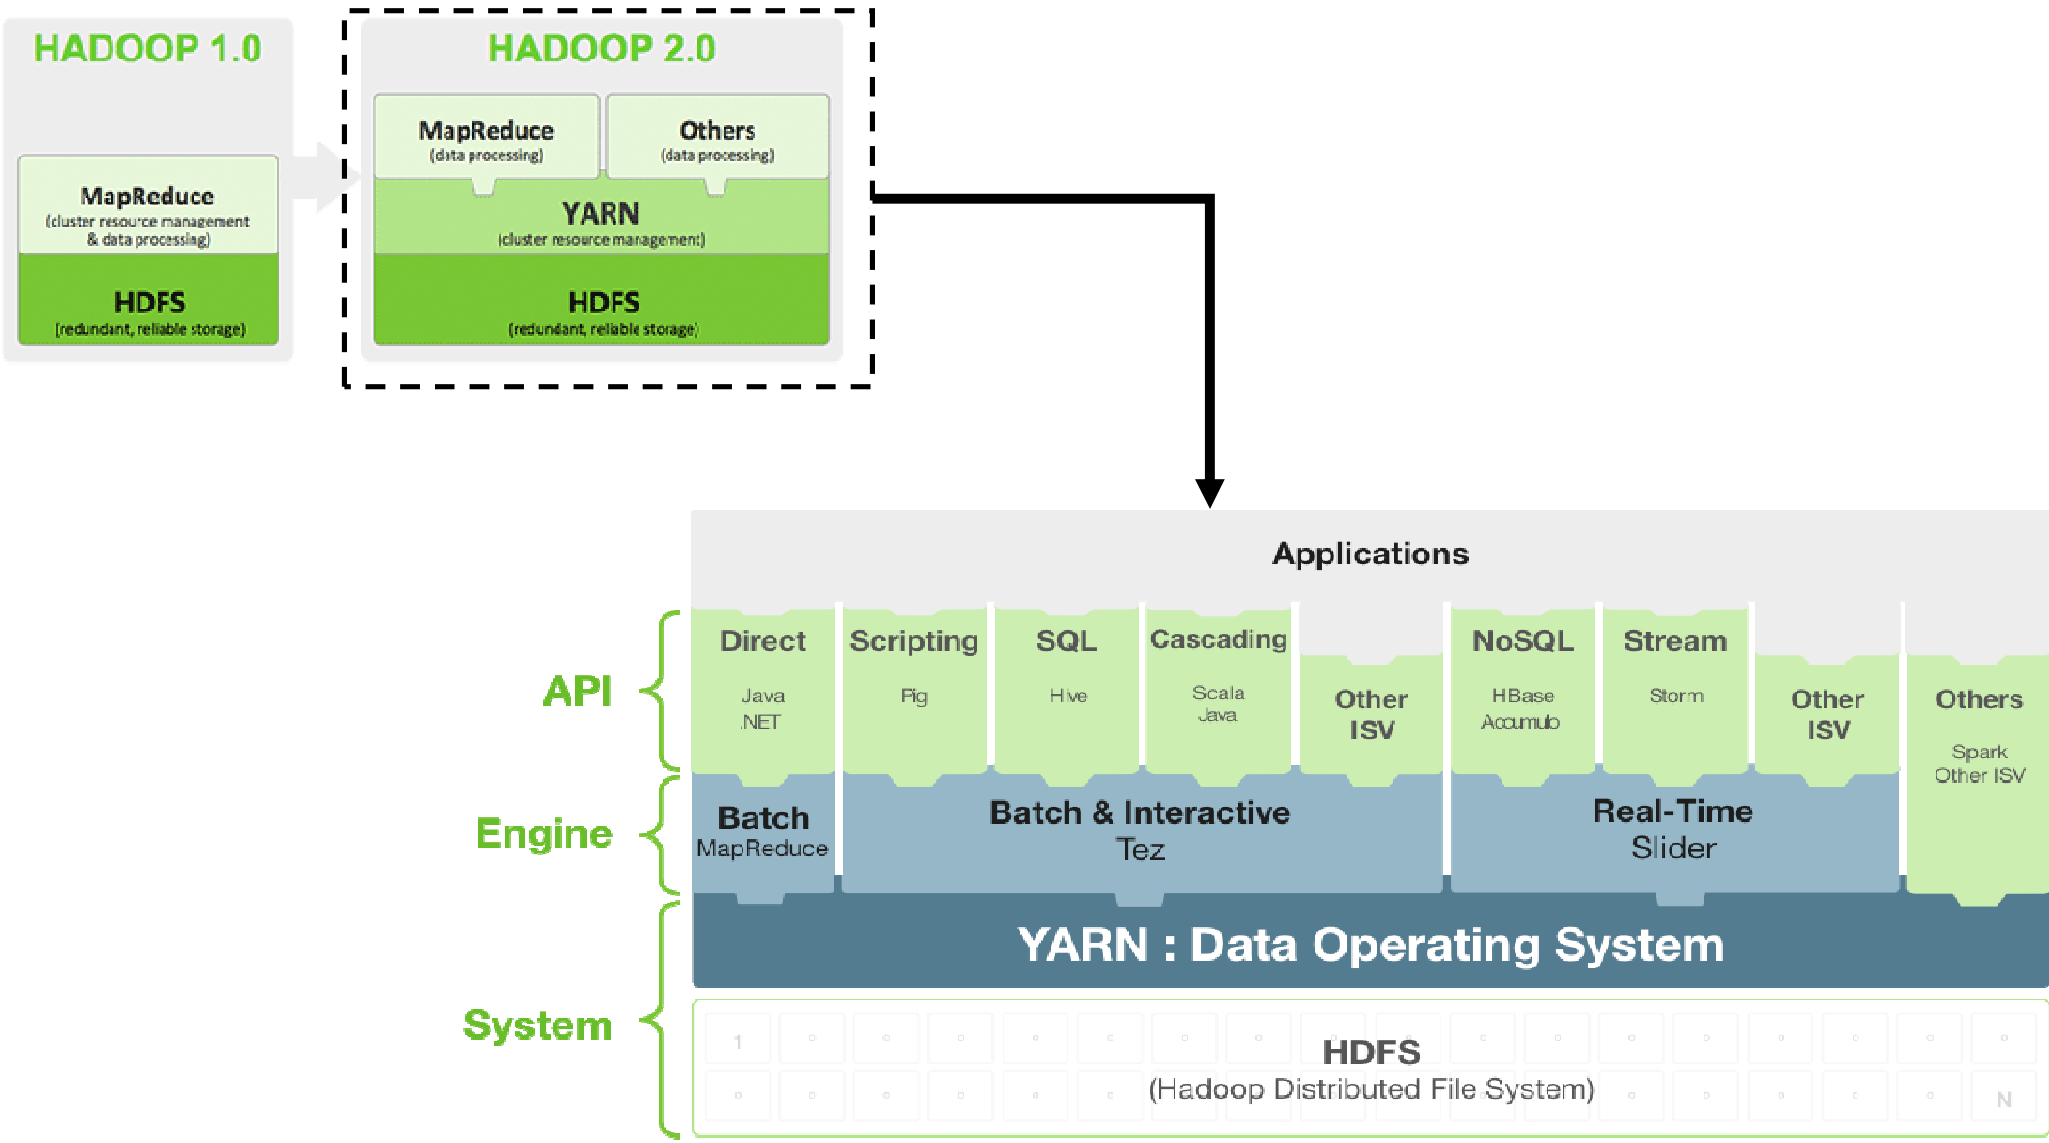 HADOOP 1.0
MapReduce
(cluster resource management
& data processing)
HDFS
(redundant, reliable storage)
HADOOP 2.0
MapReduce
(data processing)
Others
(data processing)
YARN
(cluster resource management)
HDFS
(redundant, reliable storage)
Applications
API
Direct
Java
.NET
Scripting
Pig
SQL
Hive
Cascading
Scala
Java
Other
ISV
NoSQL
HBase
Accumulo
Stream
Storm
Other
ISV
Others
Spark
Other ISV
Engine
Batch
MapReduce
Batch & Interactive
Tez
Real-Time
Slider
System
YARN : Data Operating System
1
HDFS
(Hadoop Distributed File System)
N